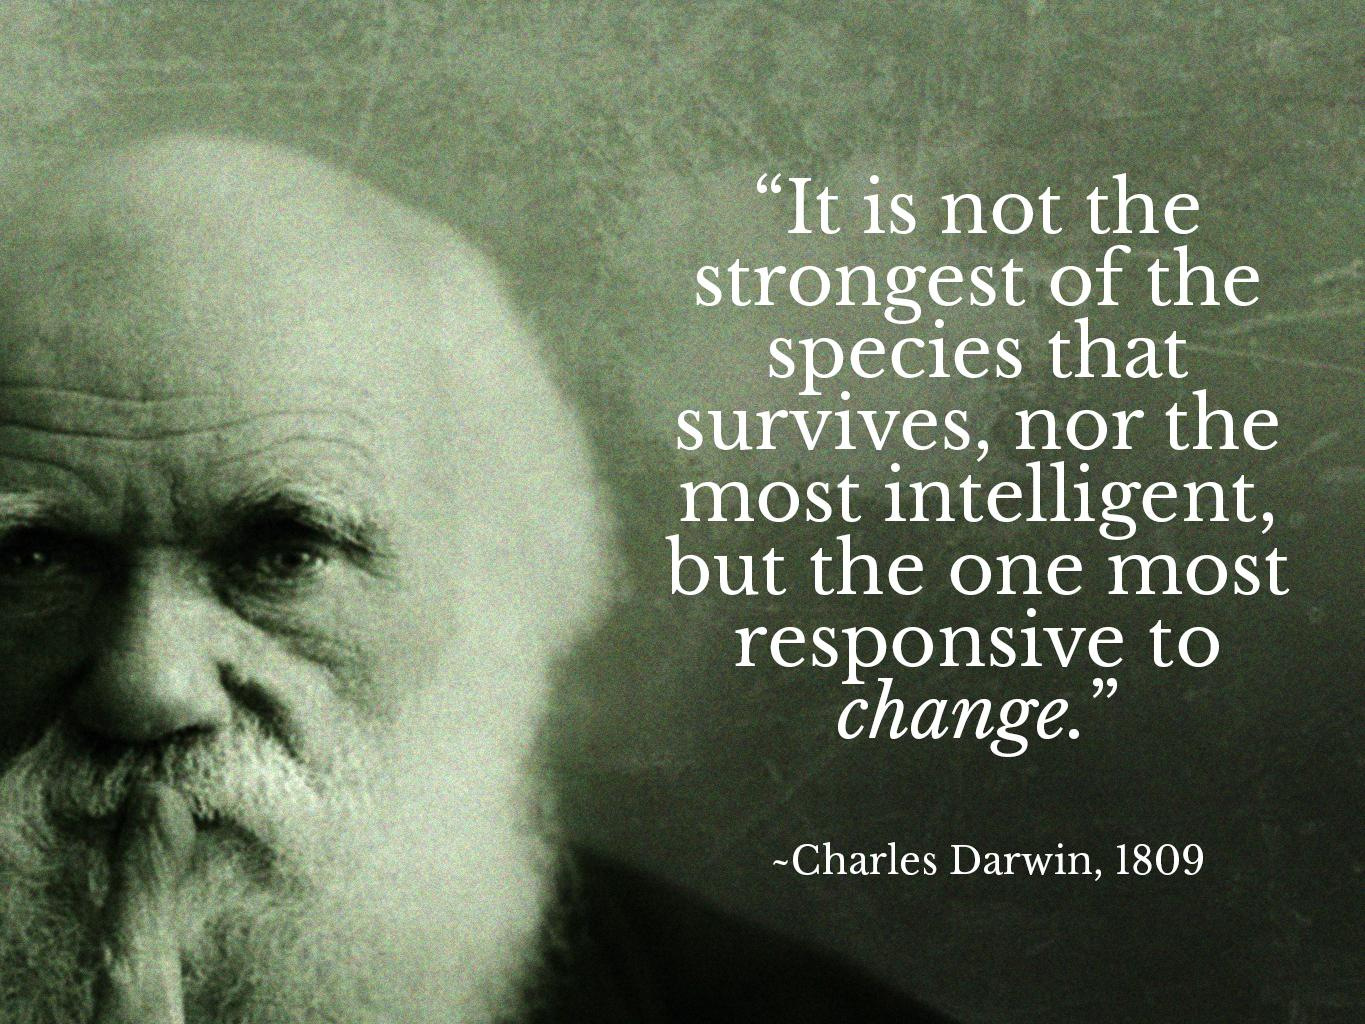 “It is not the
strongest of the
species that
survives, nor the
most intelligent,
but the one most
responsive to
change.”
~Charles Darwin, 1809